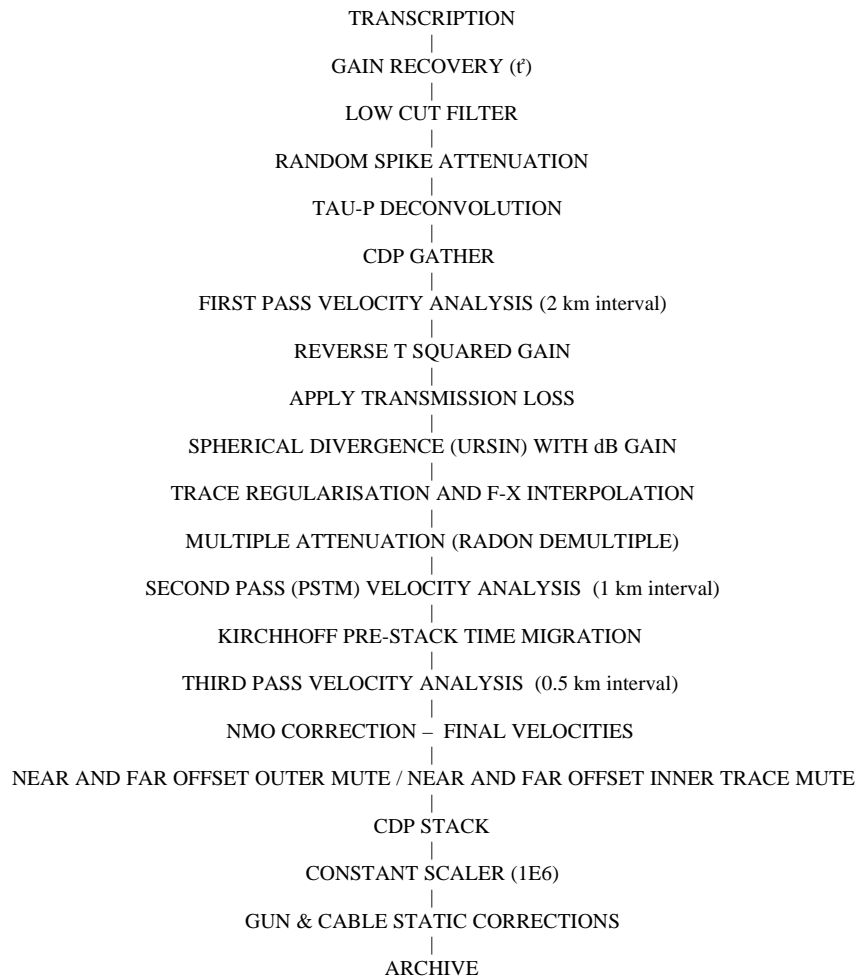 TRANSCRIPTION
|
GAIN RECOVERY (t²)
|
LOW CUT FILTER
|
RANDOM SPIKE ATTENUATION
|
TAU-P DECONVOLUTION
|
CDP GATHER
|
FIRST PASS VELOCITY ANALYSIS (2 km interval)
|
REVERSE T SQUARED GAIN
|
APPLY TRANSMISSION LOSS
|
SPHERICAL DIVERGENCE (URSIN) WITH dB GAIN
|
TRACE REGULARISATION AND F-X INTERPOLATION
|
MULTIPLE ATTENUATION (RADON DEMULTIPLE)
|
SECOND PASS (PSTM) VELOCITY ANALYSIS (1 km interval)
|
KIRCHHOFF PRE-STACK TIME MIGRATION
|
THIRD PASS VELOCITY ANALYSIS (0.5 km interval)
|
NMO CORRECTION – FINAL VELOCITIES
|
NEAR AND FAR OFFSET OUTER MUTE / NEAR AND FAR OFFSET INNER TRACE MUTE
|
CDP STACK
|
CONSTANT SCALER (1E6)
|
GUN & CABLE STATIC CORRECTIONS
|
ARCHIVE